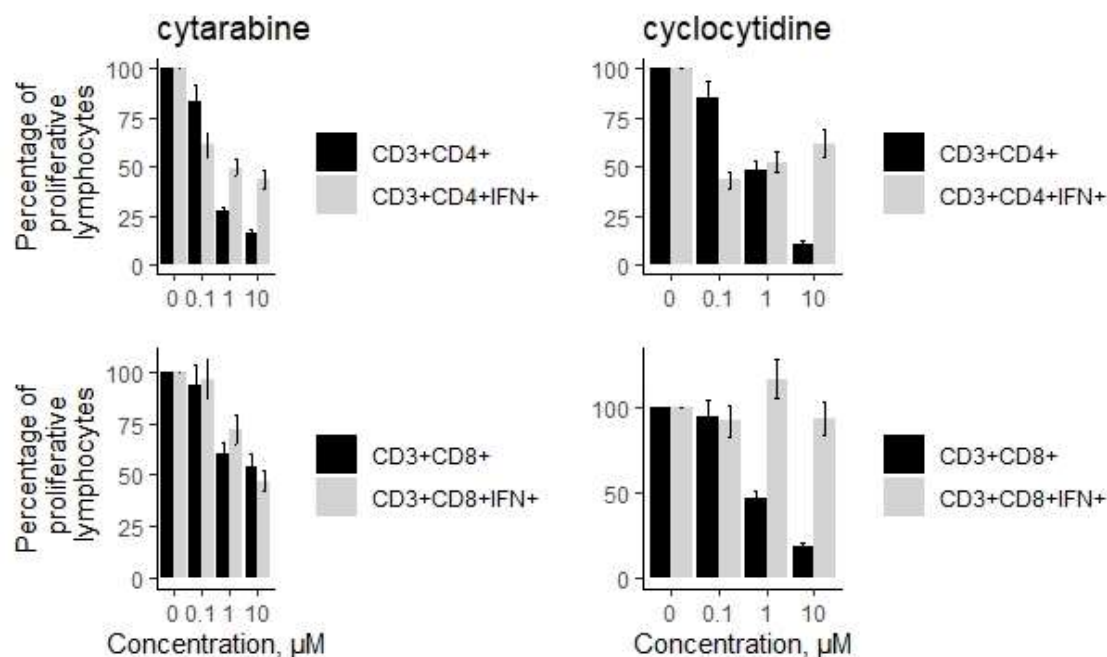 cytarabine
Percentage of
proliferative
lymphocytes
100
75
50
25
0
0 0.1 1 10
CD3+CD4+
CD3+CD4+IFN+
cyclocytidine
100
75
50
25
0
0 0.1 1 10
CD3+CD4+
CD3+CD4+IFN+
Percentage of
proliferative
lymphocytes
100
75
50
25
0
0 0.1 1 10
Concentration, µM
CD3+CD8+
CD3+CD8+IFN+
100
50
0
0 0.1 1 10
Concentration, µM
CD3+CD8+
CD3+CD8+IFN+